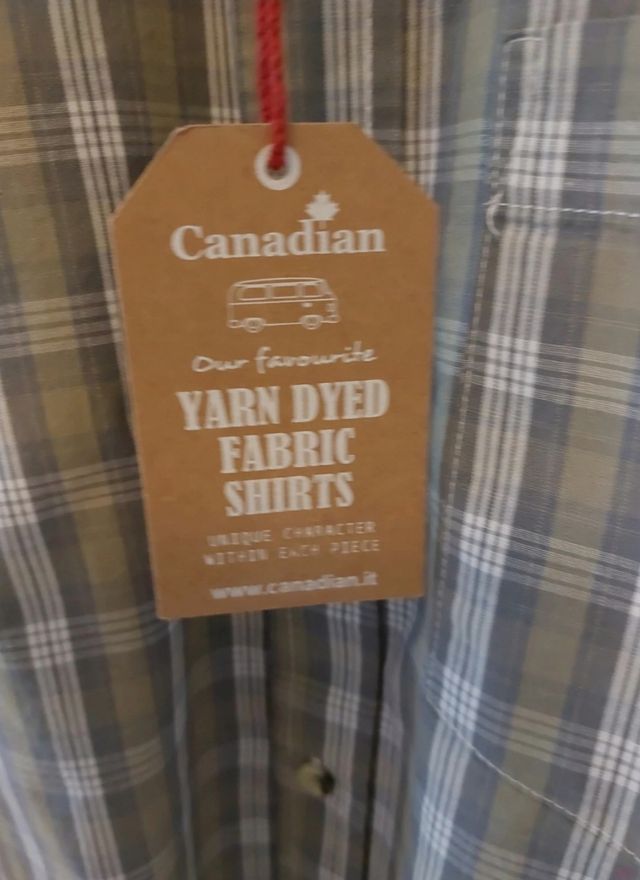 Canadian
Our favourite
YARN DYED
FABRIC
SHIRTS
UNIQUE CHARACTER
WITHIN EACH PIECE
www.canadian.it